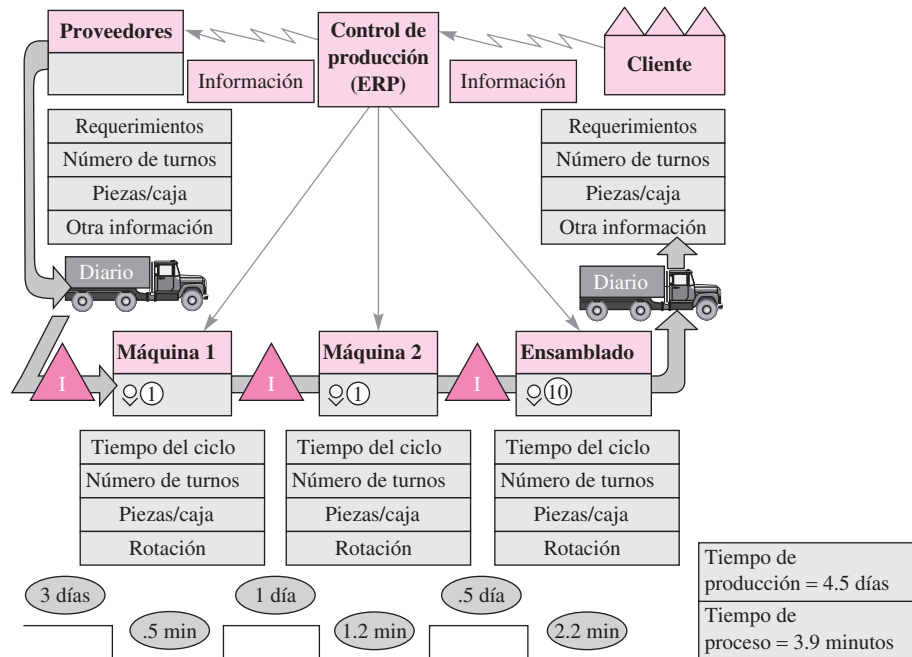 Proveedores
Control de
producción
(ERP)
Cliente
Información
Información
Requerimientos
Número de turnos
Piezas/caja
Otra información
Requerimientos
Número de turnos
Piezas/caja
Otra información
Diario
Diario
Máquina 1
Máquina 2
Ensamblado
I
1
I
1
I
10
Tiempo del ciclo
Número de turnos
Piezas/caja
Rotación
Tiempo del ciclo
Número de turnos
Piezas/caja
Rotación
Tiempo del ciclo
Número de turnos
Piezas/caja
Rotación
3 días
.5 min
1 día
1.2 min
.5 día
2.2 min
Tiempo de
producción = 4.5 días
Tiempo de
proceso = 3.9 minutos